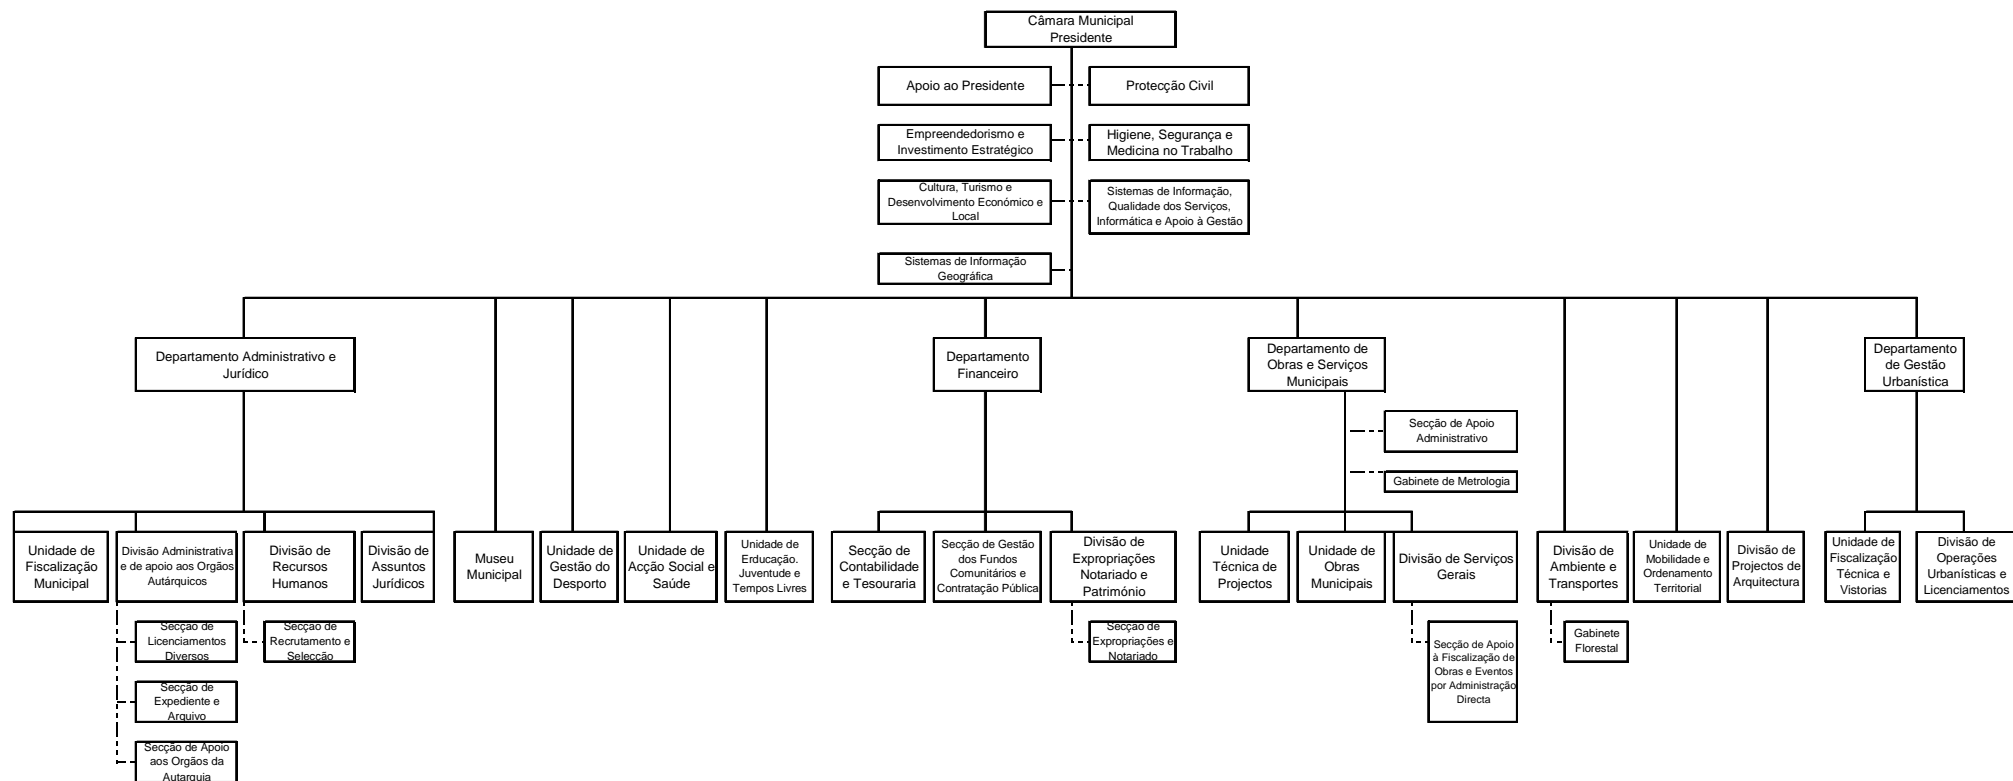 Câmara Municipal
Presidente
Apoio ao Presidente
Protecção Civil
Empreendedorismo e
Investimento Estratégico
Higiene, Segurança e
Medicina no Trabalho
Cultura, Turismo e
Desenvolvimento Económico e
Local
Sistemas de Informação,
Qualidade dos Serviços,
Informática e Apoio à Gestão
Sistemas de Informação
Geográfica
Departamento Administrativo e
Jurídico
Departamento
Financeiro
Departamento de
Obras e Serviços
Municipais
Departamento
de Gestão
Urbanística
Secção de Apoio
Administrativo
Gabinete de Metrologia
Unidade de
Fiscalização
Municipal
Divisão Administrativa
e de apoio aos Orgãos
Autárquicos
Divisão de
Recursos
Humanos
Divisão de
Assuntos
Jurídicos
Museu
Municipal
Unidade de
Gestão do
Desporto
Unidade de
Acção Social e
Saúde
Unidade de
Educação.
Juventude e
Tempos Livres
Secção de
Contabilidade
e Tesouraria
Secção de Gestão
dos Fundos
Comunitários e
Contratação Pública
Divisão de
Expropriações
Notariado e
Património
Unidade
Técnica de
Projectos
Unidade de
Obras
Municipais
Divisão de Serviços
Gerais
Divisão de
Ambiente e
Transportes
Unidade de
Mobilidade e
Ordenamento
Territorial
Divisão de
Projectos de
Arquitectura
Unidade de
Fiscalização
Técnica e
Vistorias
Divisão de
Operações
Urbanísticas e
Licenciamentos
Secção de
Licenciamentos
Diversos
Secção de
Recrutamento e
Selecção
Secção de
Expropriações e
Notariado
Secção de Apoio
à Fiscalização de
Obras e Eventos
por Administração
Directa
Gabinete
Florestal
Secção de
Expediente e
Arquivo
Secção de Apoio
aos Orgãos da
Autarquia